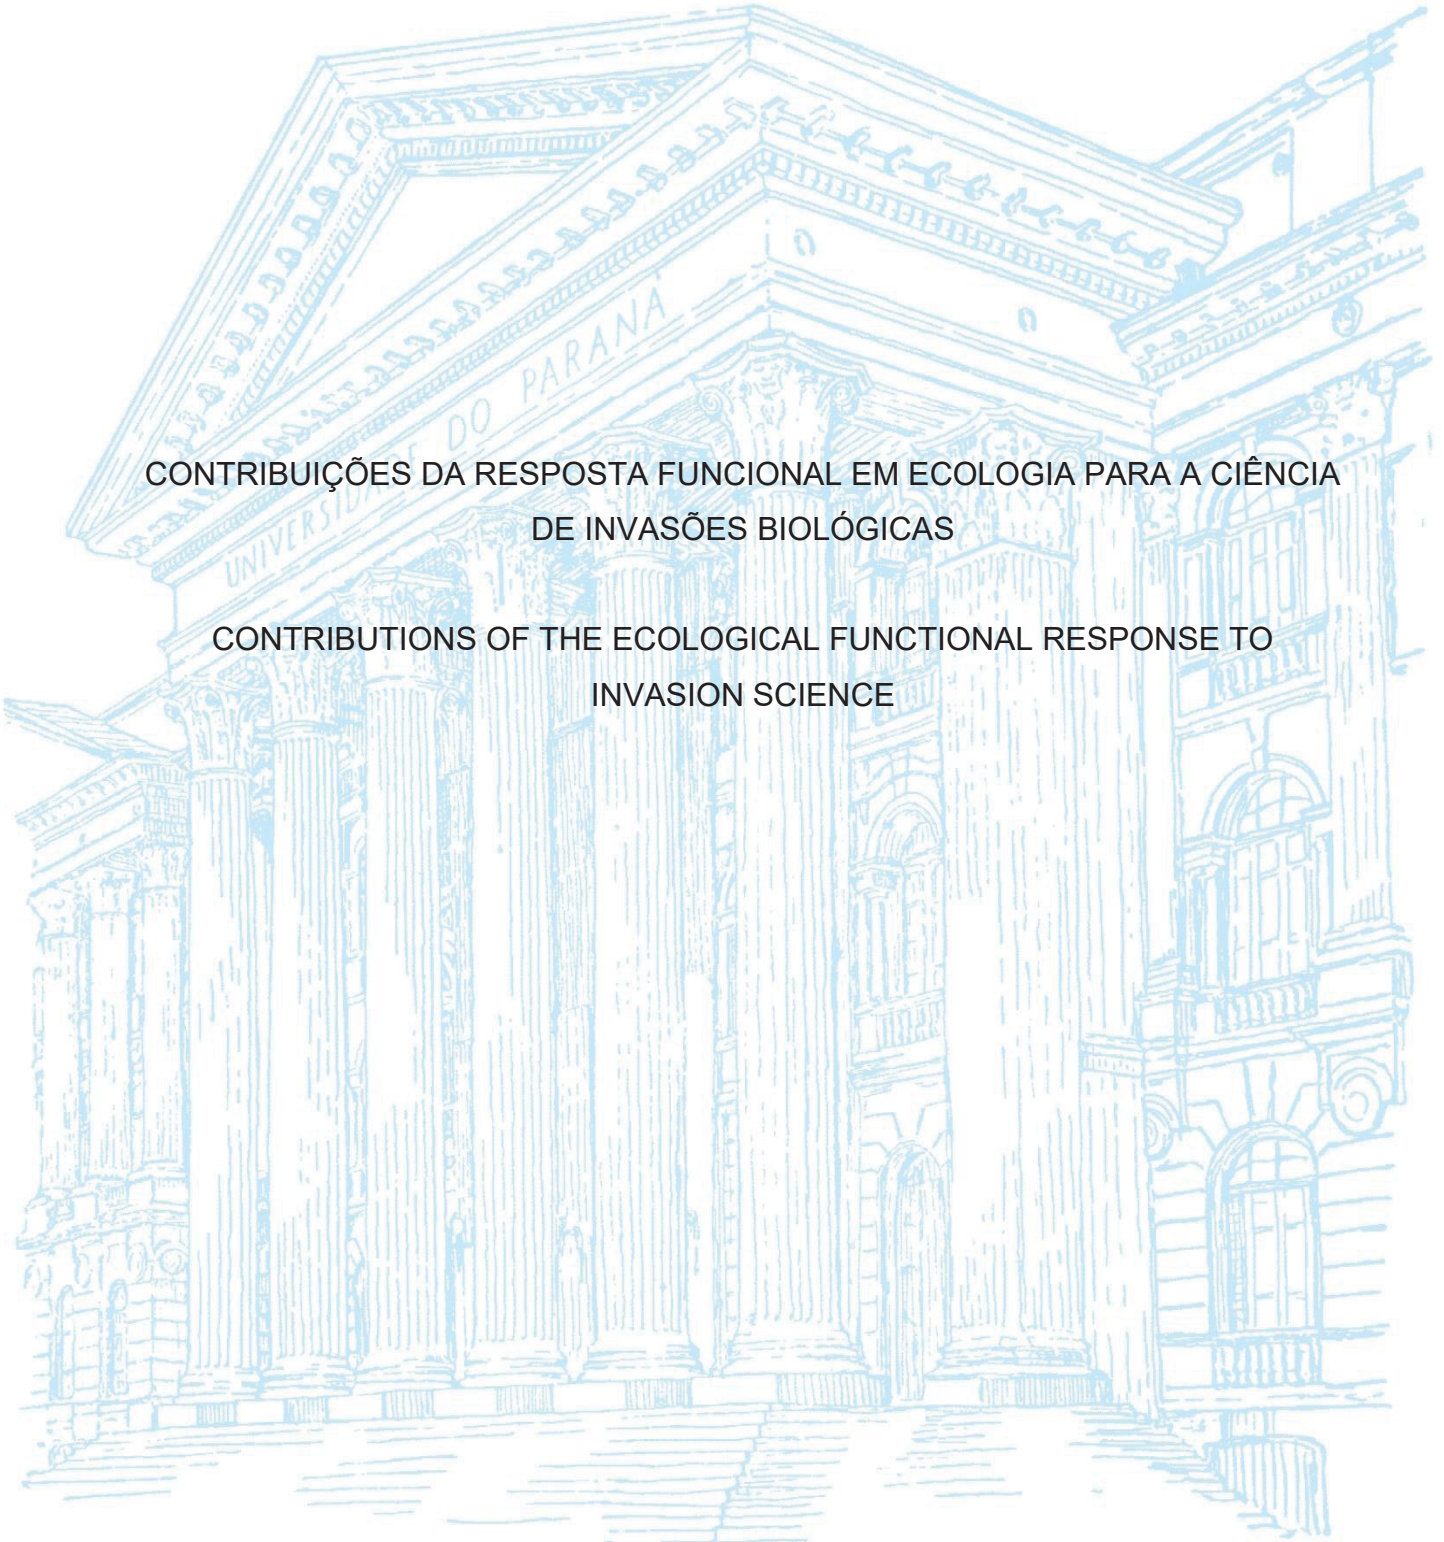 UNIVERSIDADE DO PARANÁ
CONTRIBUIÇÕES DA RESPOSTA FUNCIONAL EM ECOLOGIA PARA A CIÊNCIA
DE INVASÕES BIOLÓGICAS
CONTRIBUTIONS OF THE ECOLOGICAL FUNCTIONAL RESPONSE TO
INVASION SCIENCE